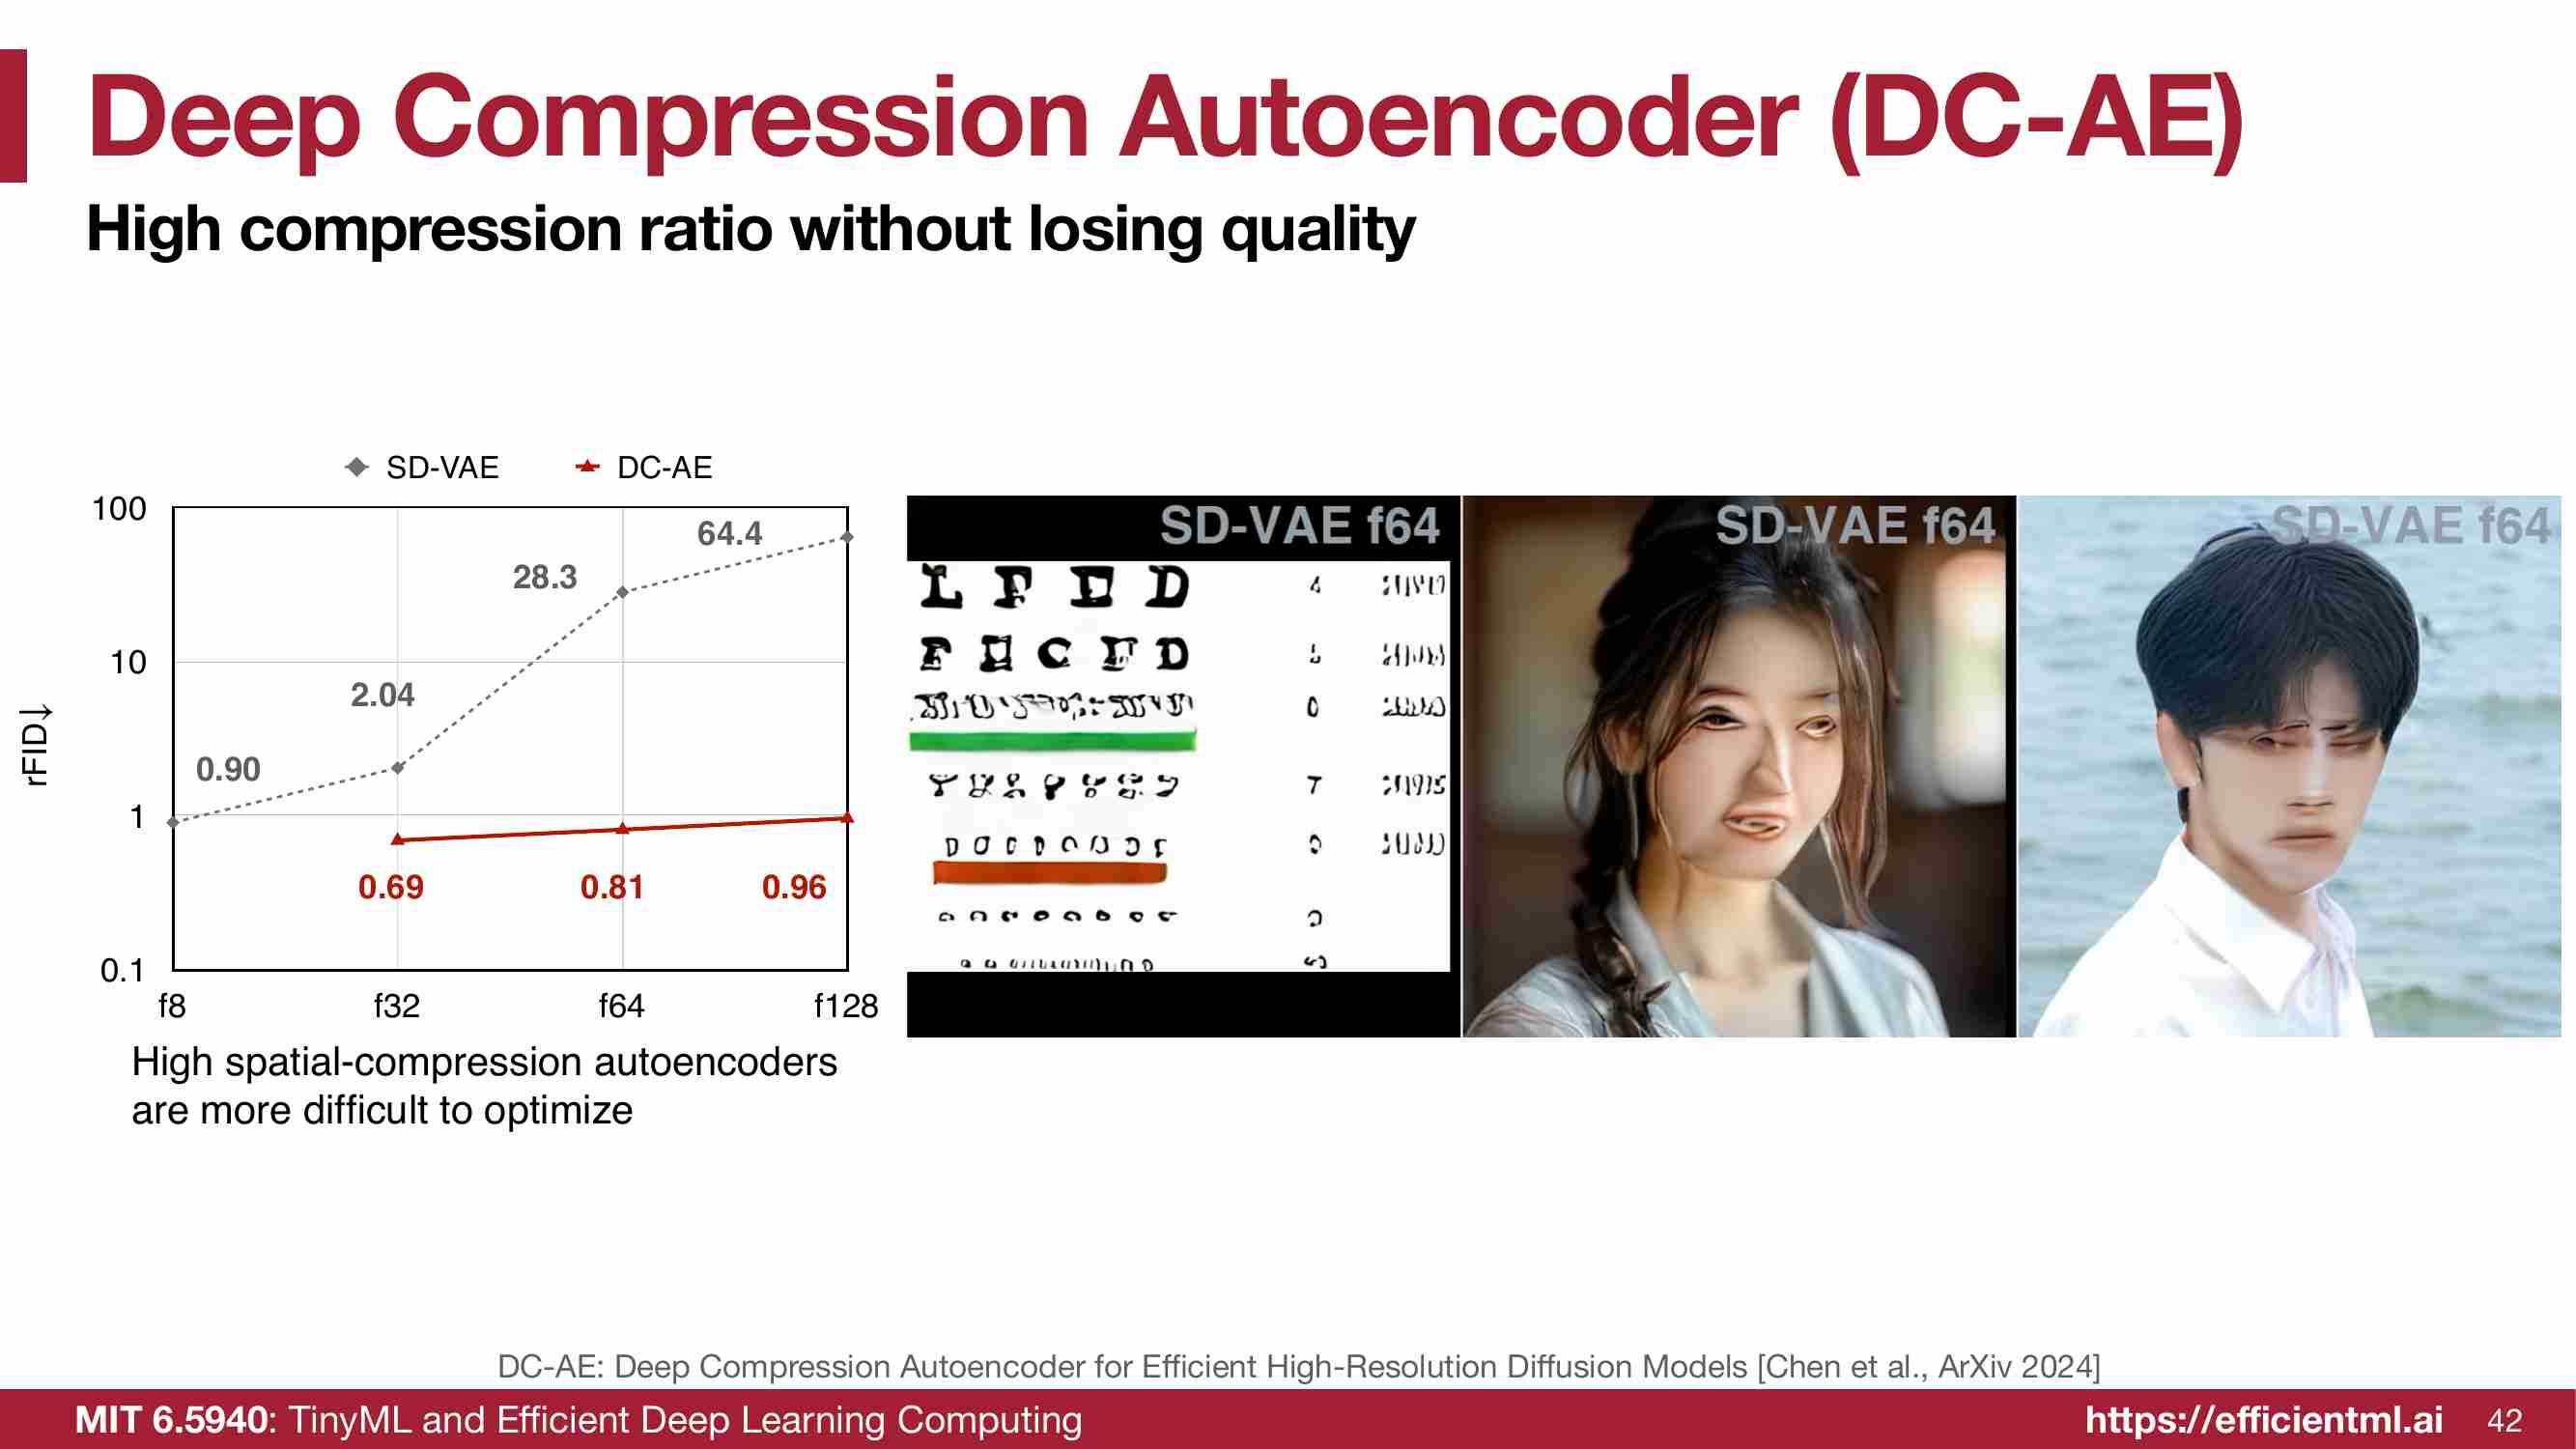 Deep Compression Autoencoder (DC-AE)
High compression ratio without losing quality
SD-VAE
DC-AE
100
10
1
0.1
rFID↓
0.90
2.04
28.3
64.4
0.69
0.81
0.96
f8
f32
f64
f128
High spatial-compression autoencoders
are more difficult to optimize
SD-VAE f64
SD-VAE f64
SD-VAE f64
DC-AE: Deep Compression Autoencoder for Efficient High-Resolution Diffusion Models [Chen et al., ArXiv 2024]
MIT 6.5940: TinyML and Efficient Deep Learning Computing
https://efficientml.ai
42